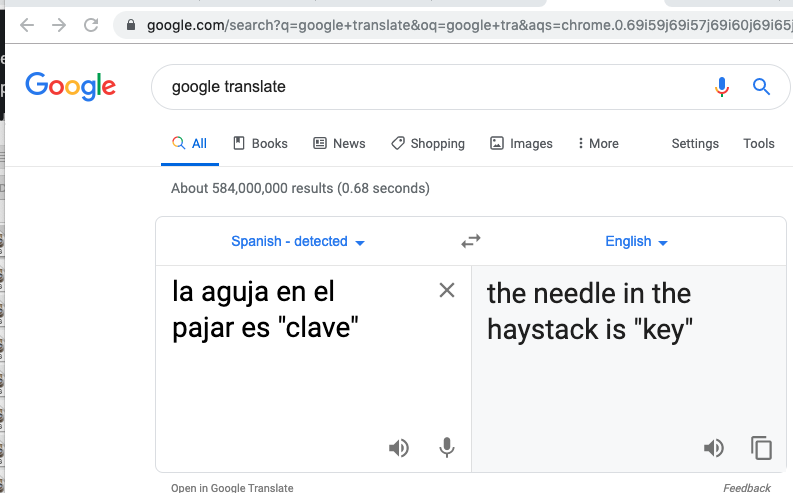 google.com/search?q=google+translate&oq=google+tra&aqs=chrome.0.69i59j69i57j69i60j69i65j
Google
google translate
All Books News Shopping Images More Settings Tools
About 584,000,000 results (0.68 seconds)
Spanish - detected English
la aguja en el
pajar es "clave"
the needle in the
haystack is "key"
Open in Google Translate Feedback